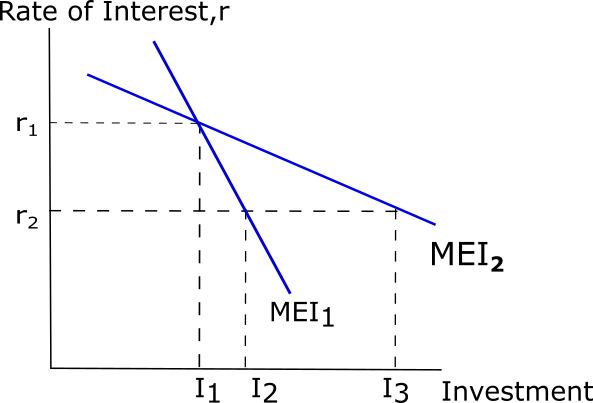 Rate of Interest,r
r₁
r₂
MEI₂
MEI₁
I₁ I₂ I₃ Investment